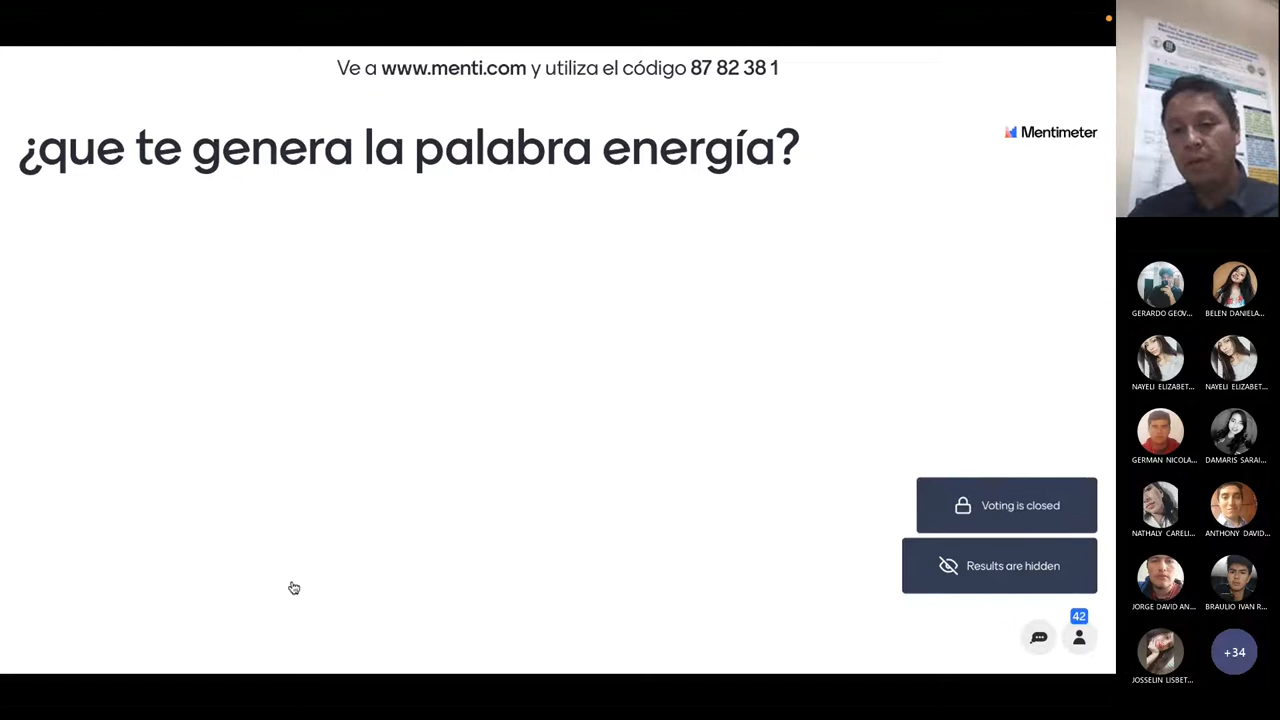 Ve a www.menti.com y utiliza el código 87 82 38 1
¿que te genera la palabra energía?
Mentimeter
Voting is closed
Results are hidden
42
GERARDO GEOV...
BELEN DANIELA...
NAYELI ELIZABET...
NAYELI ELIZABET...
GERMAN NICOLA...
DAMARIS SARAI...
NATHALY CARELI...
ANTHONY DAVID...
JORGE DAVID AN...
BRAULIO IVAN R...
JOSSELIN LISBET...
+34